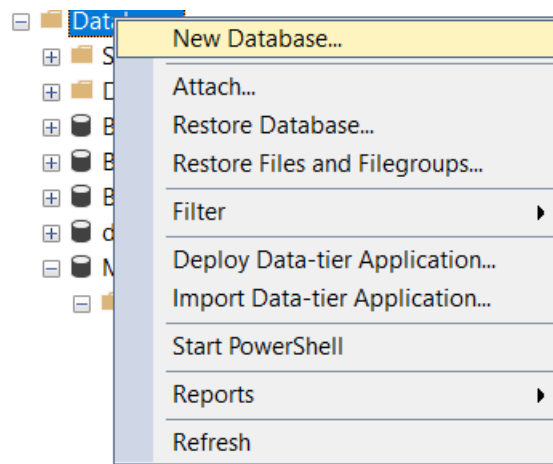 New Database...
Attach...
Restore Database...
Restore Files and Filegroups...
Filter
Deploy Data-tier Application...
Import Data-tier Application...
Start PowerShell
Reports
Refresh